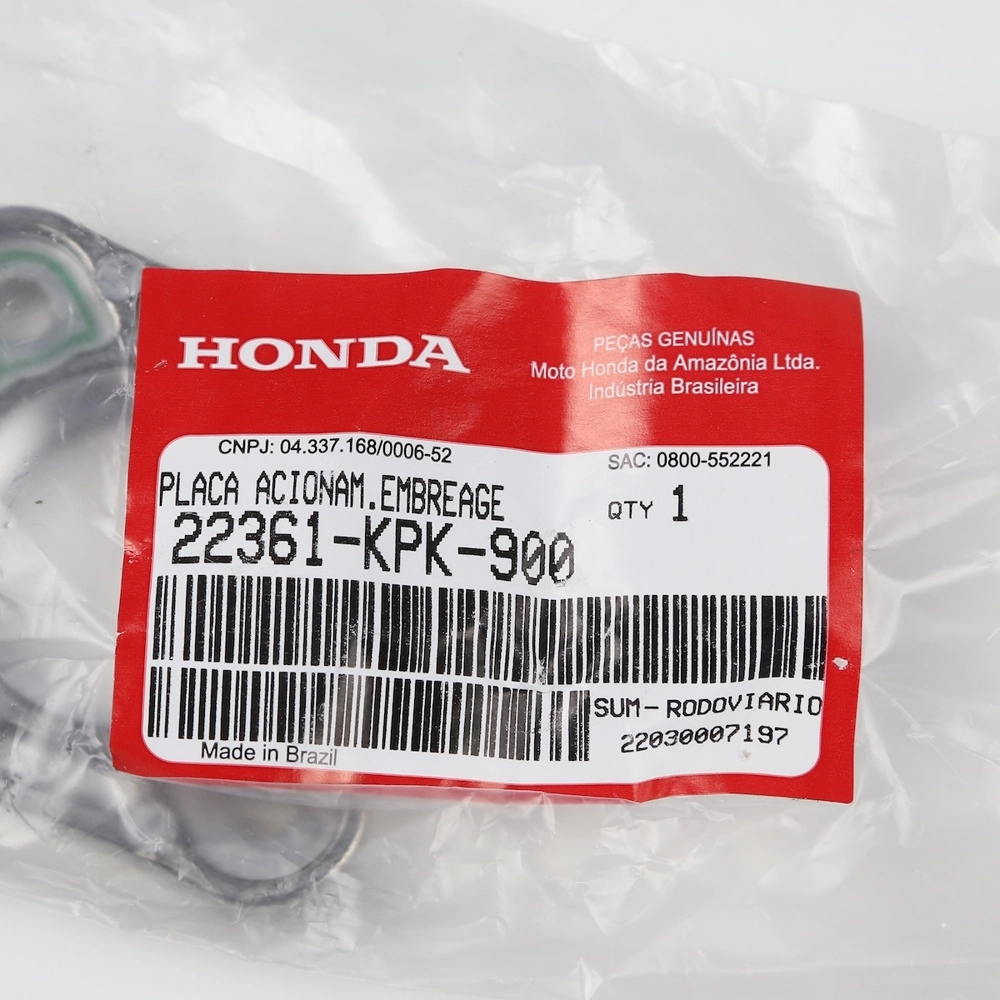 HONDA
PEÇAS GENUÍNAS
Moto Honda da Amazônia Ltda.
Indústria Brasileira
CNPJ: 04.337.168/0006-52
SAC: 0800-552221
PLACA ACIONAM.EMBREAGE
QTY 1
22361-KPK-900
SUM-RODOVIARIO
22030007197
Made in Brazil